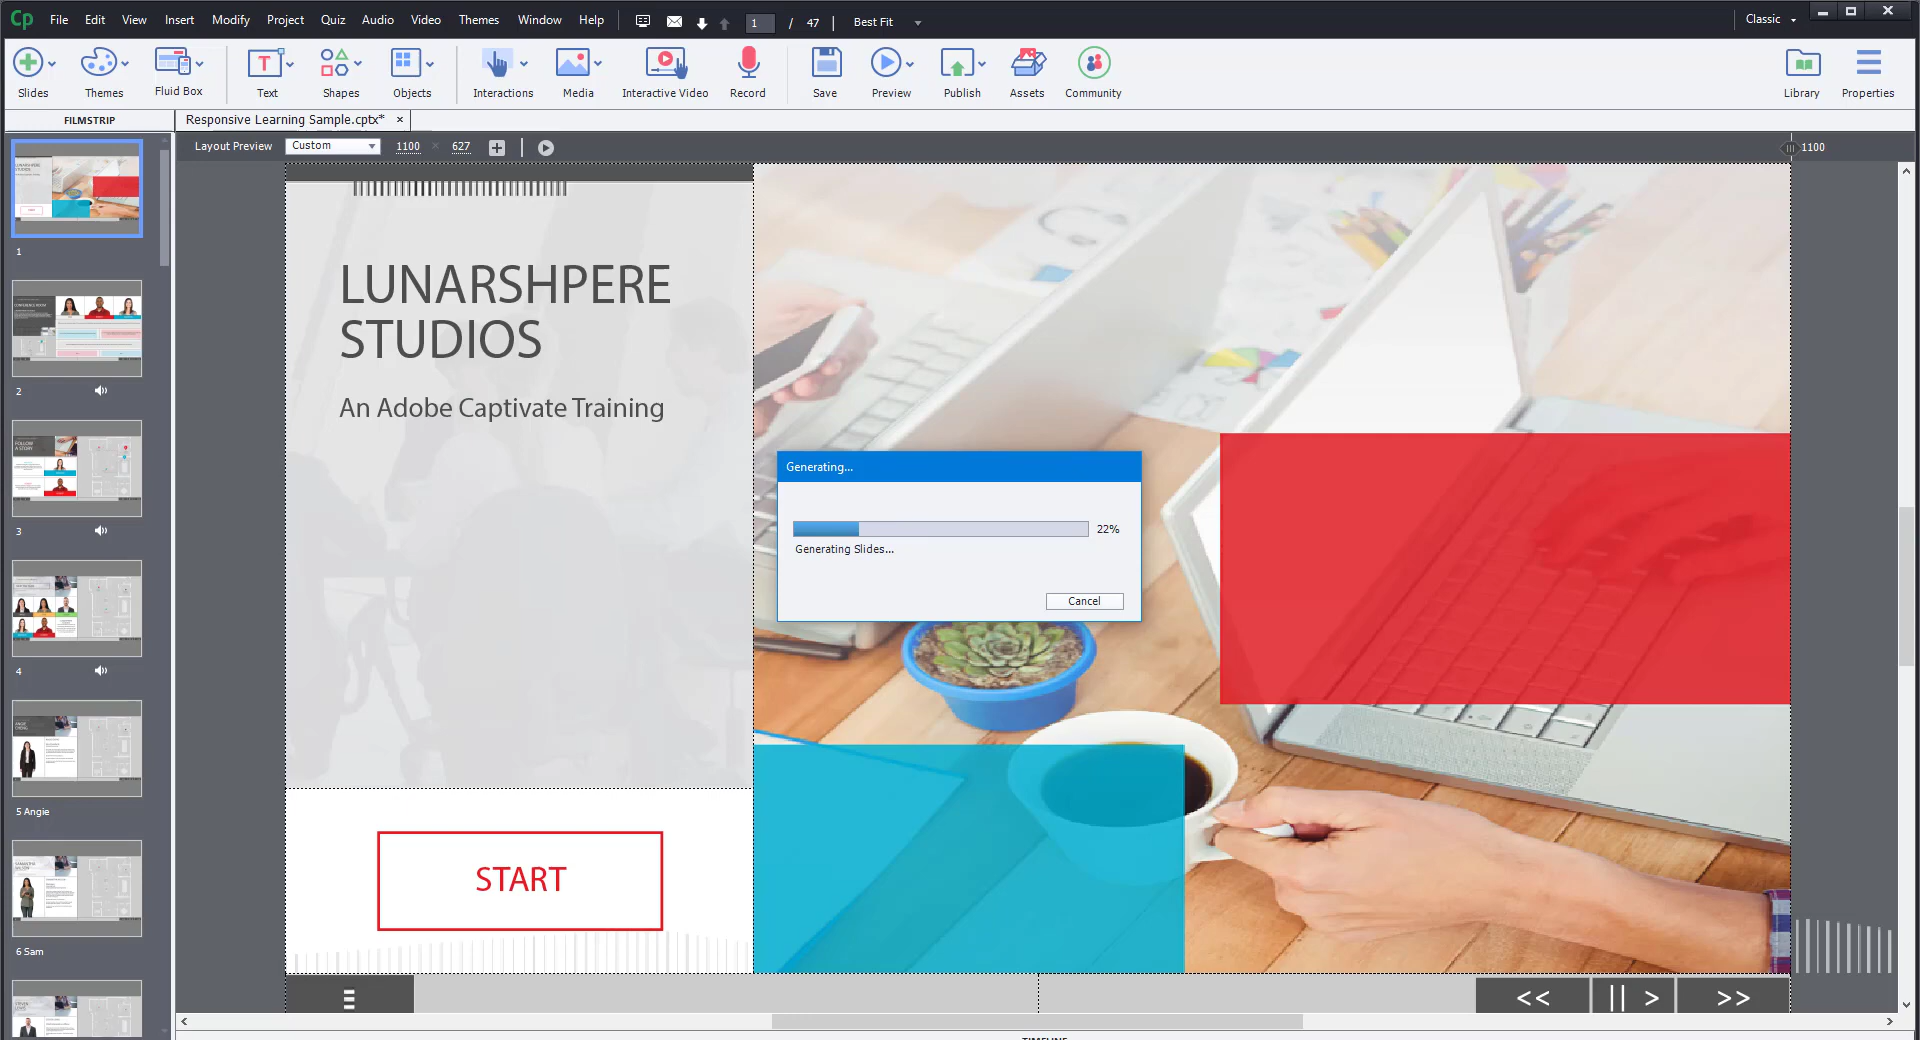 Cp File Edit View Insert Modify Project Quiz Audio Video Themes Window Help 1 / 47 Best Fit Classic
Slides Themes Fluid Box Text Shapes Objects Interactions Media Interactive Video Record Save Preview Publish Assets Community Library Properties
FILMSTRIP Responsive Learning Sample.cptx* ×
Layout Preview Custom 1100 × 627 1100
1
2
3
4
5 Angie
6 Sam
LUNARSHPERE
STUDIOS
An Adobe Captivate Training
Generating...
22%
Generating Slides...
Cancel
START
<< || > >>